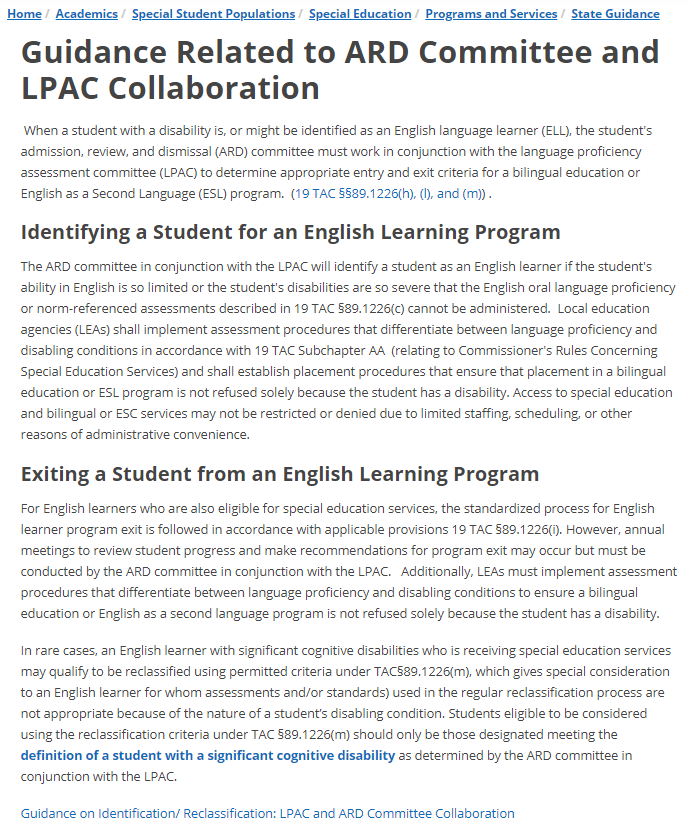 Home / Academics / Special Student Populations / Special Education / Programs and Services / State Guidance
Guidance Related to ARD Committee and
LPAC Collaboration
When a student with a disability is, or might be identified as an English language learner (ELL), the student's
admission, review, and dismissal (ARD) committee must work in conjunction with the language proficiency
assessment committee (LPAC) to determine appropriate entry and exit criteria for a bilingual education or
English as a Second Language (ESL) program. (19 TAC §§89.1226(h), (l), and (m)) .
Identifying a Student for an English Learning Program
The ARD committee in conjunction with the LPAC will identify a student as an English learner if the student's
ability in English is so limited or the student's disabilities are so severe that the English oral language proficiency
or norm-referenced assessments described in 19 TAC §89.1226(c) cannot be administered. Local education
agencies (LEAs) shall implement assessment procedures that differentiate between language proficiency and
disabling conditions in accordance with 19 TAC Subchapter AA (relating to Commissioner's Rules Concerning
Special Education Services) and shall establish placement procedures that ensure that placement in a bilingual
education or ESL program is not refused solely because the student has a disability. Access to special education
and bilingual or ESC services may not be restricted or denied due to limited staffing, scheduling, or other
reasons of administrative convenience.
Exiting a Student from an English Learning Program
For English learners who are also eligible for special education services, the standardized process for English
learner program exit is followed in accordance with applicable provisions 19 TAC §89.1226(i). However, annual
meetings to review student progress and make recommendations for program exit may occur but must be
conducted by the ARD committee in conjunction with the LPAC. Additionally, LEAs must implement assessment
procedures that differentiate between language proficiency and disabling conditions to ensure a bilingual
education or English as a second language program is not refused solely because the student has a disability.
In rare cases, an English learner with significant cognitive disabilities who is receiving special education services
may qualify to be reclassified using permitted criteria under TAC§89.1226(m), which gives special consideration
to an English learner for whom assessments and/or standards) used in the regular reclassification process are
not appropriate because of the nature of a student’s disabling condition. Students eligible to be considered
using the reclassification criteria under TAC §89.1226(m) should only be those designated meeting the
definition of a student with a significant cognitive disability as determined by the ARD committee in
conjunction with the LPAC.
Guidance on Identification/ Reclassification: LPAC and ARD Committee Collaboration